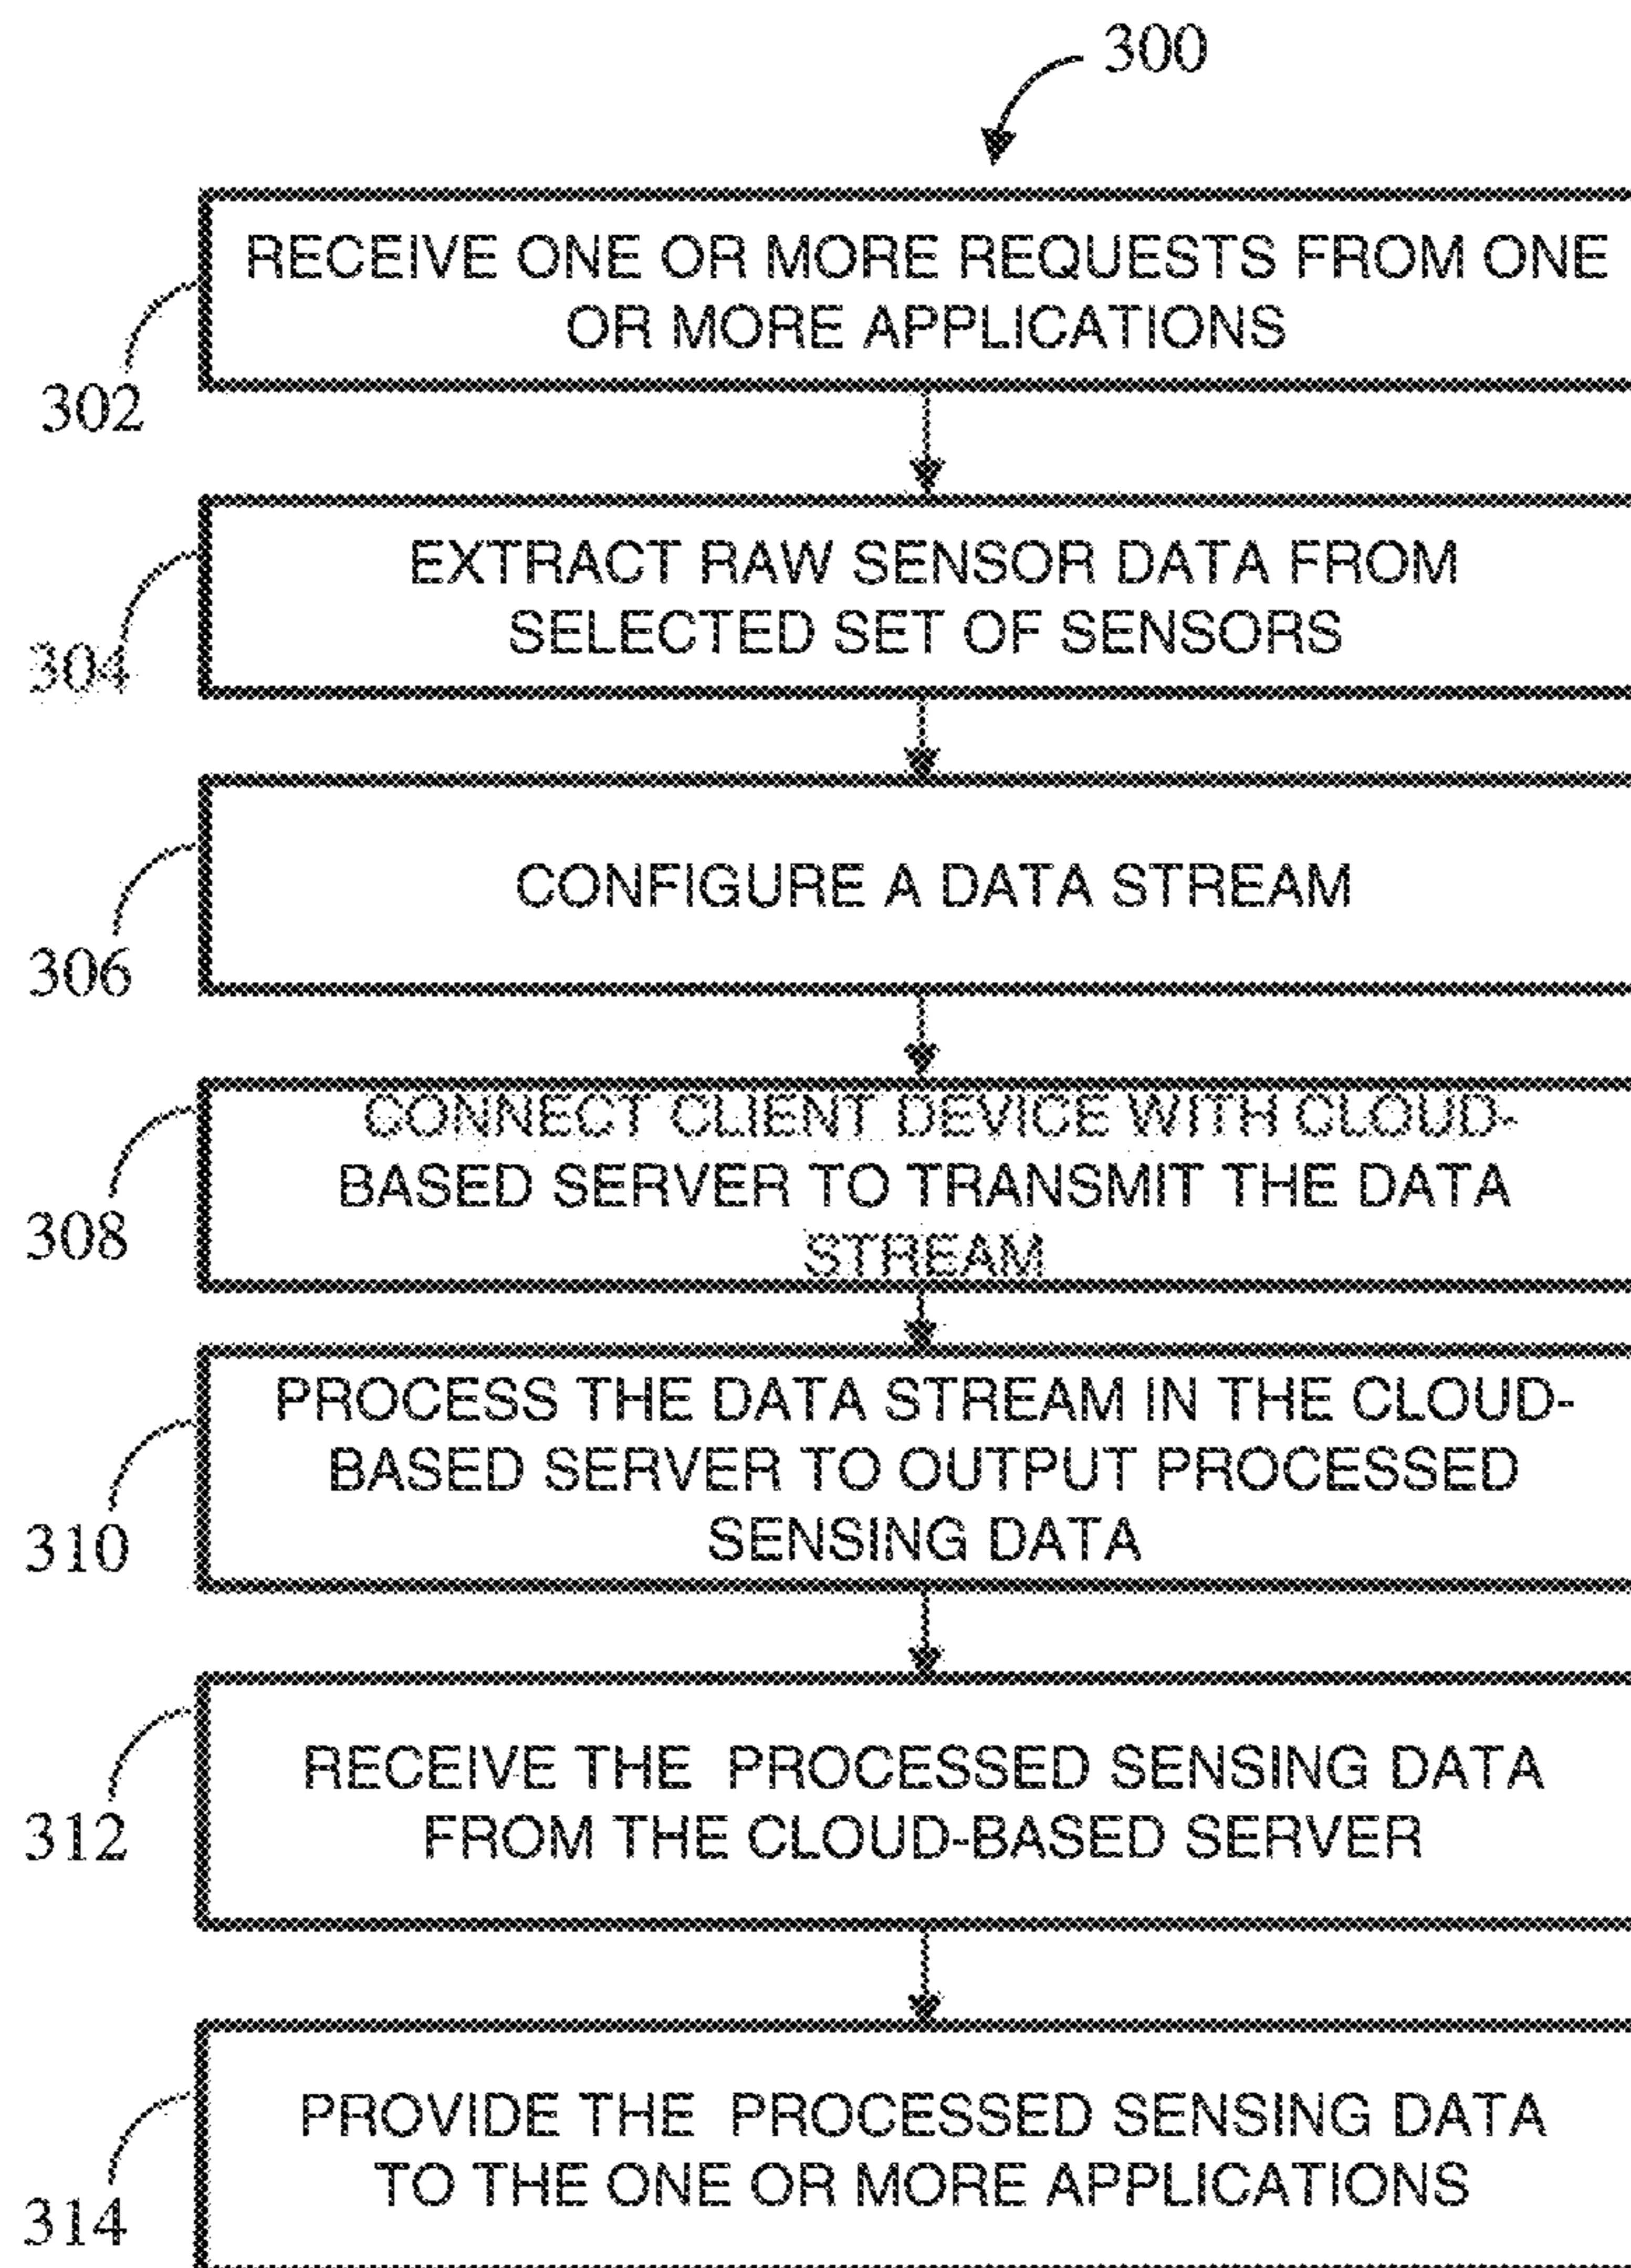 300
RECEIVE ONE OR MORE REQUESTS FROM ONE
OR MORE APPLICATIONS
302
EXTRACT RAW SENSOR DATA FROM
SELECTED SET OF SENSORS
304
CONFIGURE A DATA STREAM
306
CONNECT CLIENT DEVICE WITH CLOUD-
BASED SERVER TO TRANSMIT THE DATA
STREAM
308
PROCESS THE DATA STREAM IN THE CLOUD-
BASED SERVER TO OUTPUT PROCESSED
SENSING DATA
310
RECEIVE THE PROCESSED SENSING DATA
FROM THE CLOUD-BASED SERVER
312
PROVIDE THE PROCESSED SENSING DATA
TO THE ONE OR MORE APPLICATIONS
314